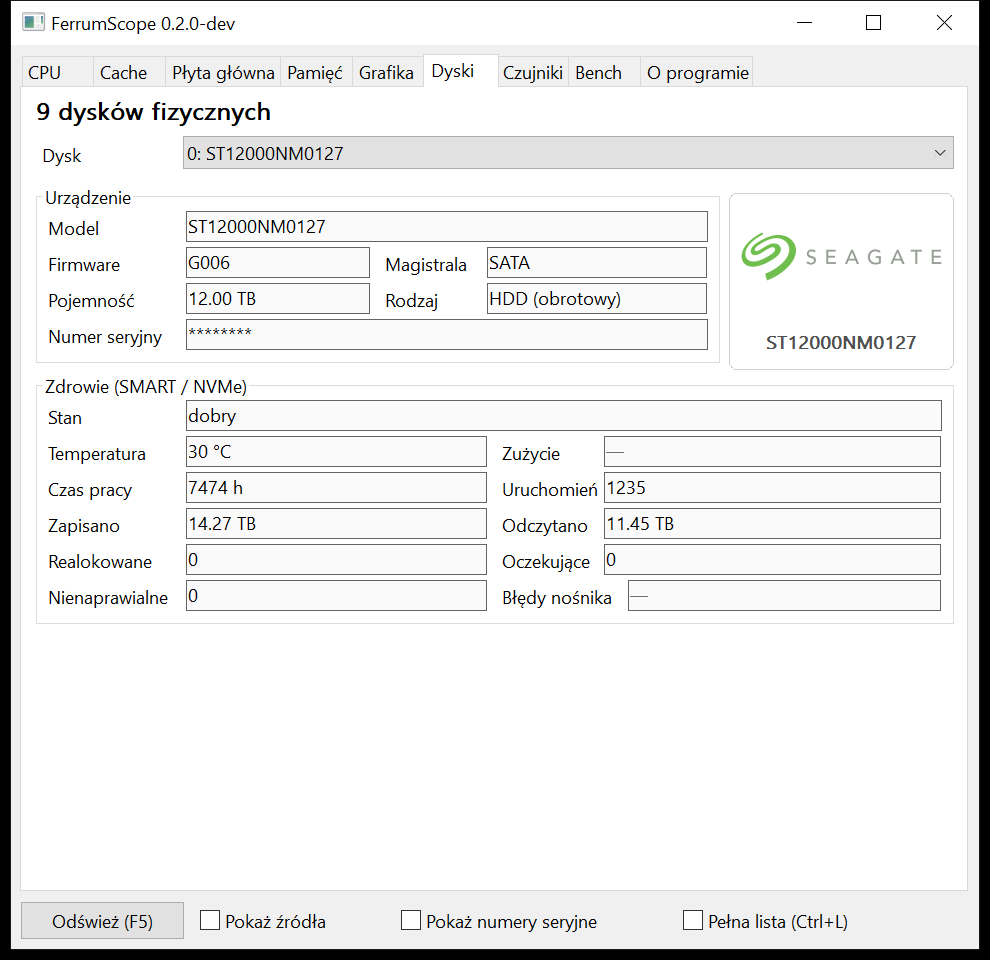 FerrumScope 0.2.0-dev
CPU Cache Płyta główna Pamięć Grafika Dyski Czujniki Bench O programie
9 dysków fizycznych
Dysk 0: ST12000NM0127
Urządzenie
Model ST12000NM0127
Firmware G006 Magistrala SATA
Pojemność 12.00 TB Rodzaj HDD (obrotowy)
Numer seryjny ********
SEAGATE
ST12000NM0127
Zdrowie (SMART / NVMe)
Stan dobry
Temperatura 30 °C Zużycie —
Czas pracy 7474 h Uruchomień 1235
Zapisano 14.27 TB Odczytano 11.45 TB
Realokowane 0 Oczekujące 0
Nienaprawialne 0 Błędy nośnika —
Odśwież (F5) Pokaż źródła Pokaż numery seryjne Pełna lista (Ctrl+L)